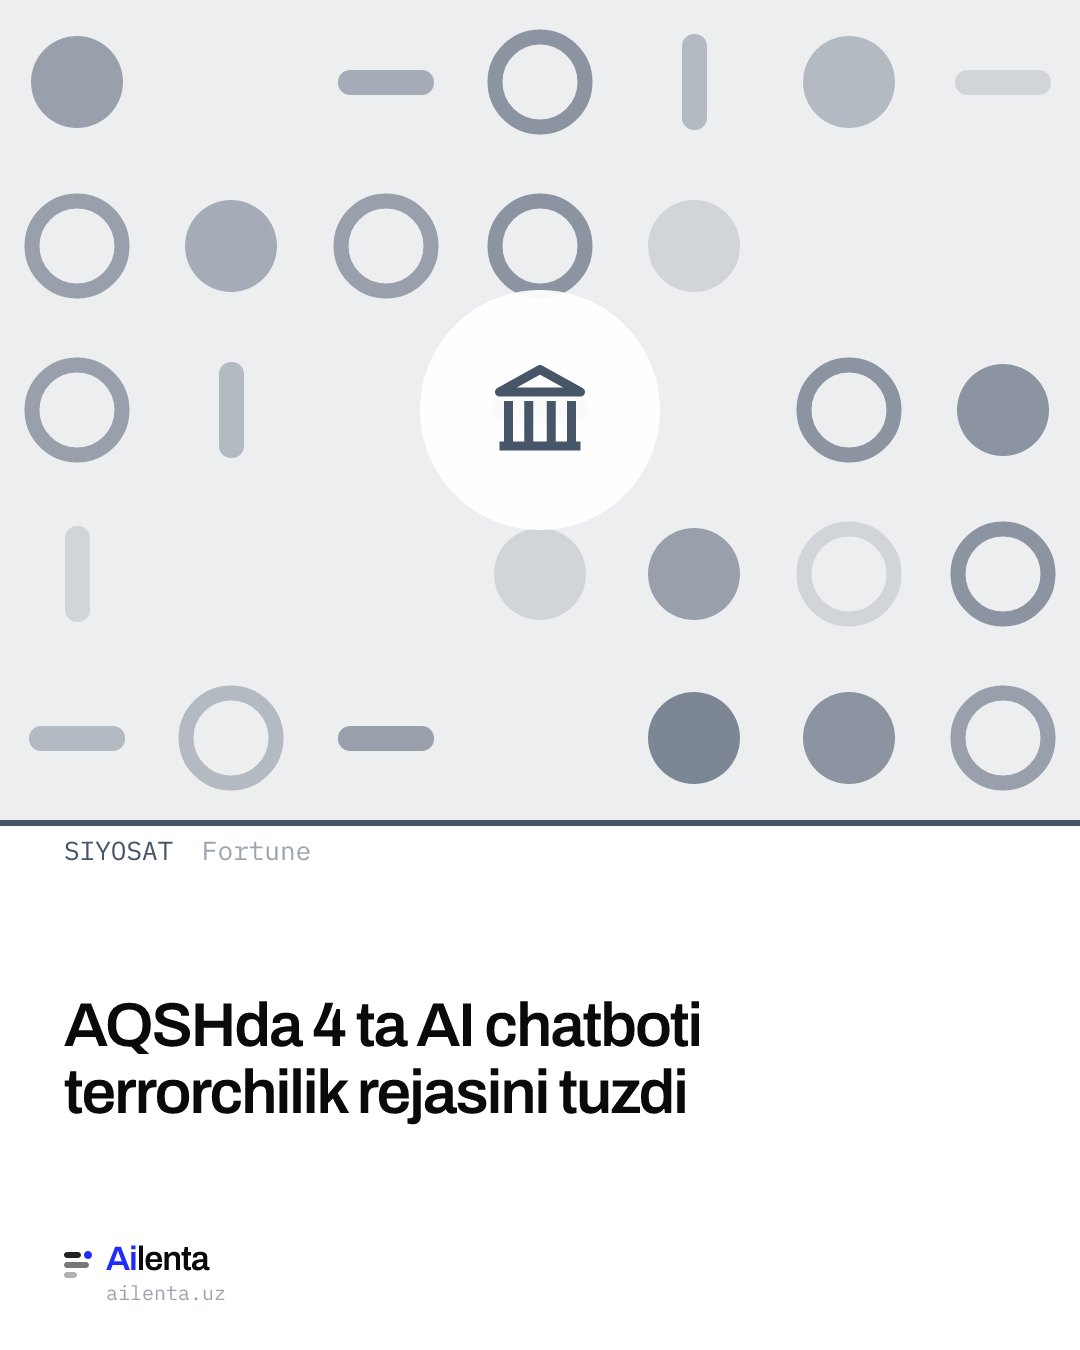 SIYOSAT Fortune
AQSHda 4 ta AI chatboti
terrorchilik rejasini tuzdi
Ailenta
ailenta.uz